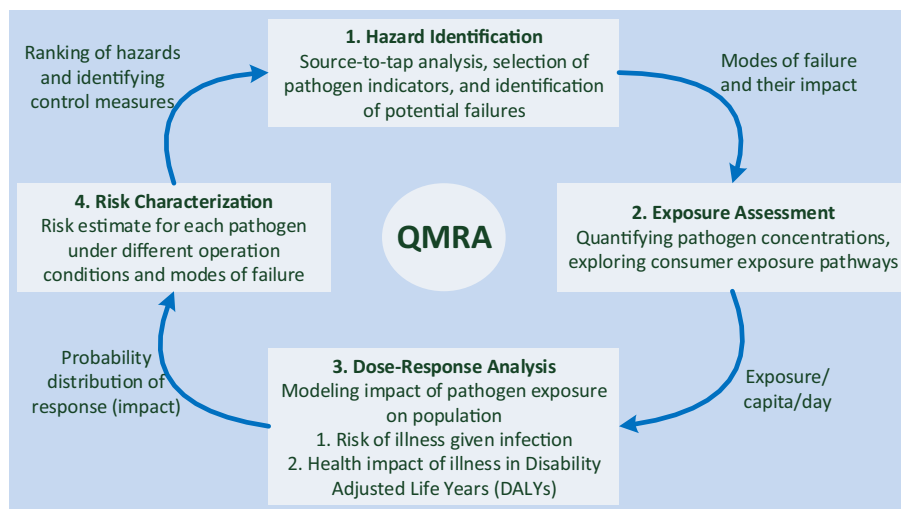 Ranking of hazards
and identifying
control measures
1. Hazard Identification
Source-to-tap analysis, selection of
pathogen indicators, and identification
of potential failures
Modes of failure
and their impact
4. Risk Characterization
Risk estimate for each pathogen
under different operation
conditions and modes of failure
QMRA
2. Exposure Assessment
Quantifying pathogen concentrations,
exploring consumer exposure pathways
Probability
distribution of
response (impact)
3. Dose-Response Analysis
Modeling impact of pathogen exposure
on population
1. Risk of illness given infection
2. Health impact of illness in Disability
Adjusted Life Years (DALYs)
Exposure/
capita/day